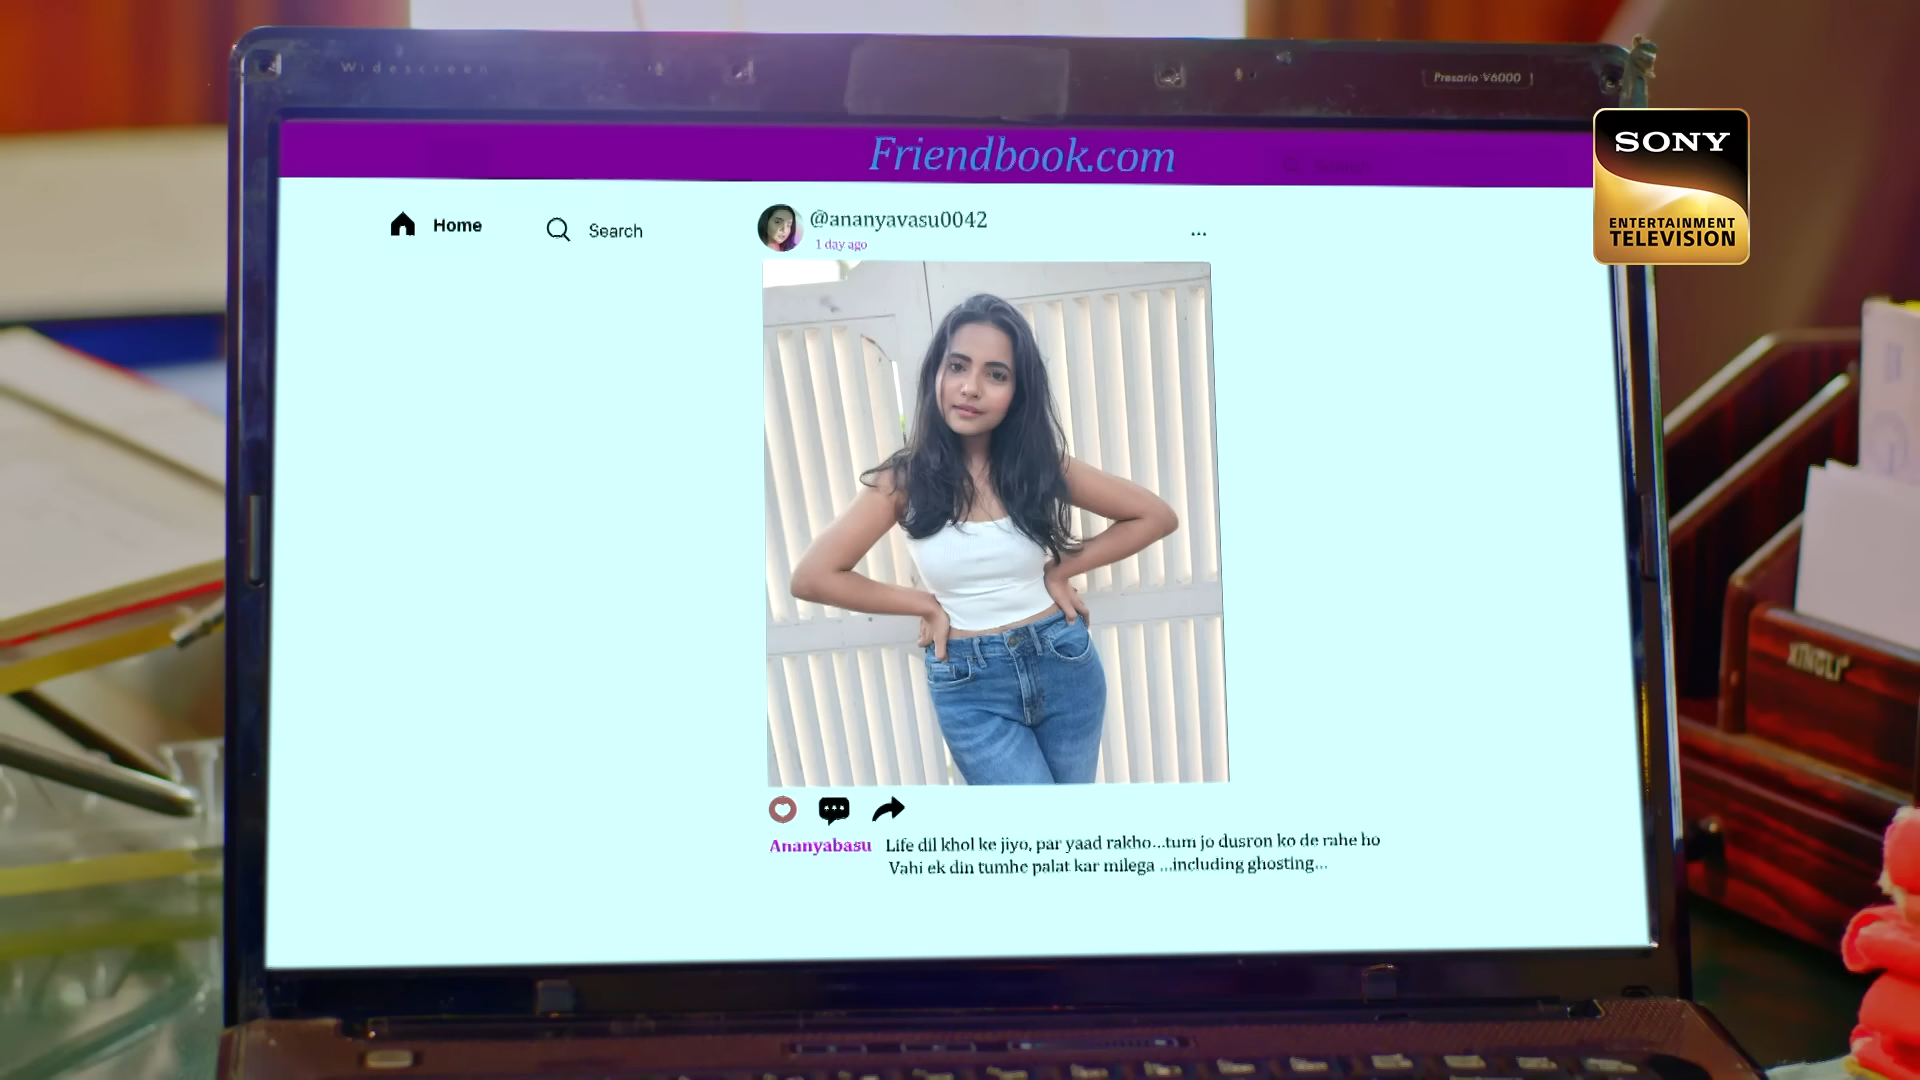 Widescreen
Presario V6000
SONY
ENTERTAINMENT
TELEVISION
Friendbook.com
Search
Home
Search
@ananyavasu0042
1 day ago
...
Ananyabasu Life dil khol ke jiyo, par yaad rakho...tum jo dusron ko de rahe ho
Vahi ek din tumhe palat kar milega ...including ghosting...
XINGLI